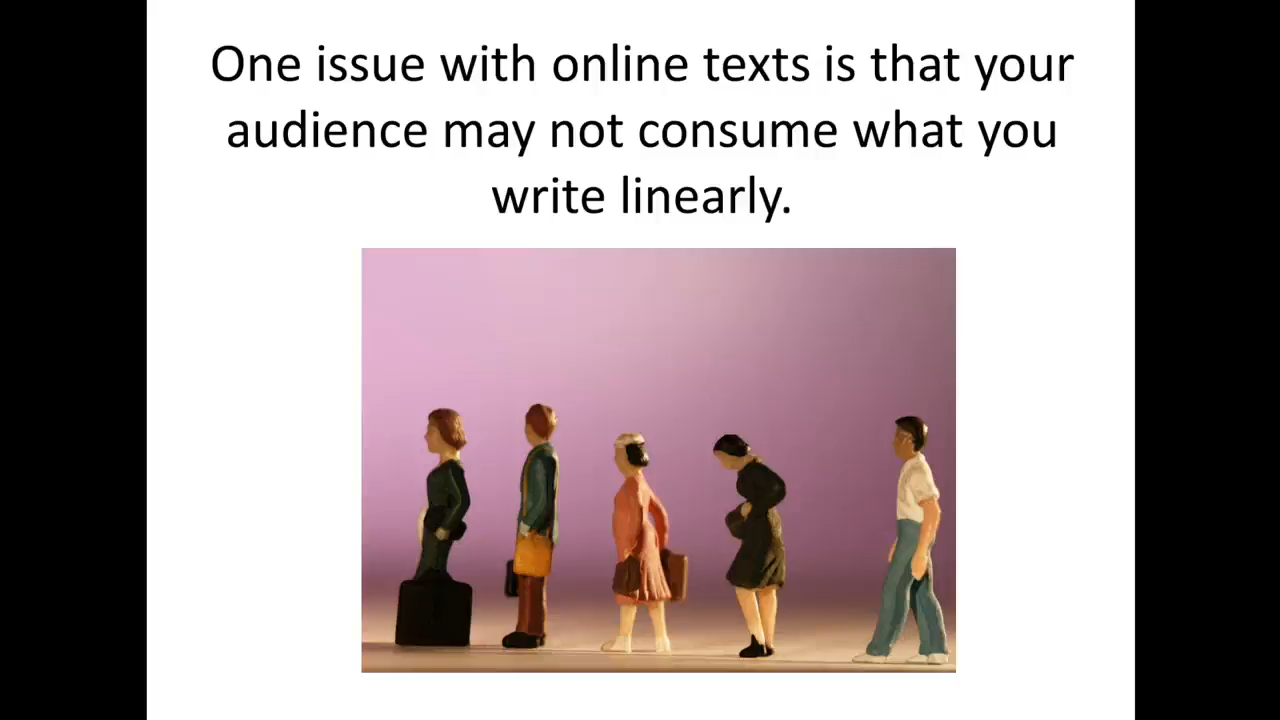 One issue with online texts is that your
audience may not consume what you
write linearly.